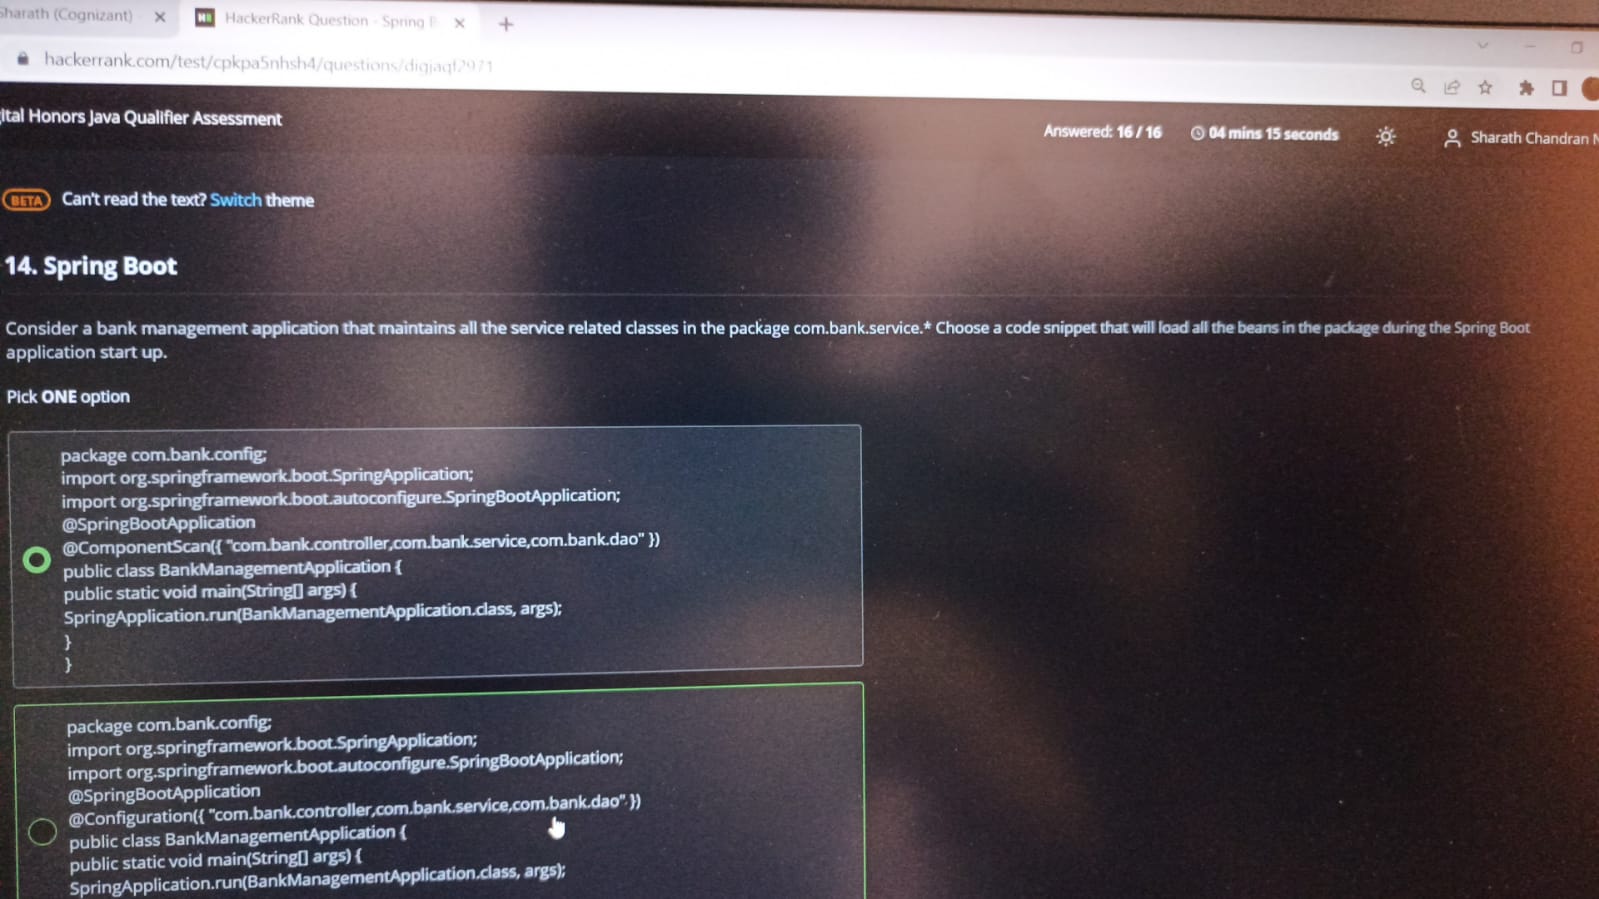 Sharath (Cognizant)
HackerRank Question - Spring B
hackerrank.com/test/cpkpa5nhsh4/questions/digjaqf2971
ital Honors Java Qualifier Assessment
Answered: 16 / 16
04 mins 15 seconds
Sharath Chandran N
BETA Can't read the text? Switch theme
14. Spring Boot
Consider a bank management application that maintains all the service related classes in the package com.bank.service.* Choose a code snippet that will load all the beans in the package during the Spring Boot
application start up.
Pick ONE option
package com.bank.config;
import org.springframework.boot.SpringApplication;
import org.springframework.boot.autoconfigure.SpringBootApplication;
@SpringBootApplication
@ComponentScan({ "com.bank.controller,com.bank.service,com.bank.dao" })
public class BankManagementApplication {
public static void main(String[] args) {
SpringApplication.run(BankManagementApplication.class, args);
}
}
package com.bank.config;
import org.springframework.boot.SpringApplication;
import org.springframework.boot.autoconfigure.SpringBootApplication;
@SpringBootApplication
@Configuration({ "com.bank.controller,com.bank.service,com.bank.dao" })
public class BankManagementApplication {
public static void main(String[] args) {
SpringApplication.run(BankManagementApplication.class, args);